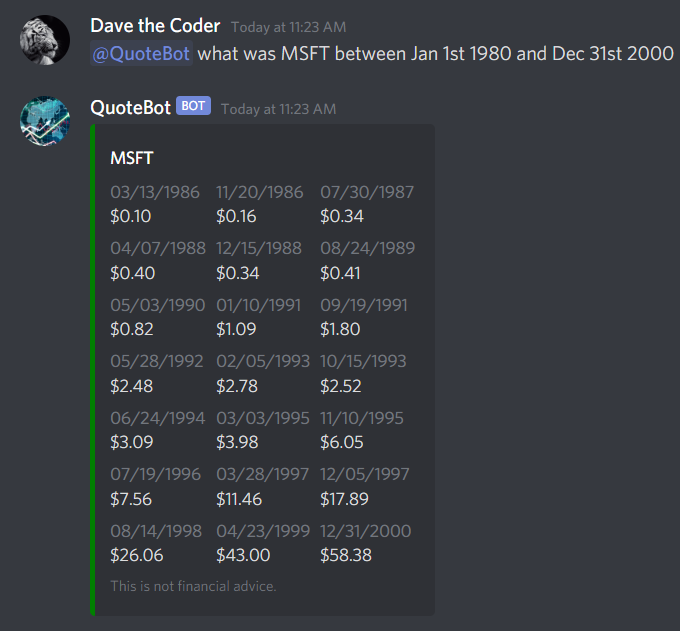 Dave the Coder Today at 11:23 AM
@QuoteBot what was MSFT between Jan 1st 1980 and Dec 31st 2000
QuoteBot BOT Today at 11:23 AM
MSFT
03/13/1986 11/20/1986 07/30/1987
$0.10 $0.16 $0.34
04/07/1988 12/15/1988 08/24/1989
$0.40 $0.34 $0.41
05/03/1990 01/10/1991 09/19/1991
$0.82 $1.09 $1.80
05/28/1992 02/05/1993 10/15/1993
$2.48 $2.78 $2.52
06/24/1994 03/03/1995 11/10/1995
$3.09 $3.98 $6.05
07/19/1996 03/28/1997 12/05/1997
$7.56 $11.46 $17.89
08/14/1998 04/23/1999 12/31/2000
$26.06 $43.00 $58.38
This is not financial advice.